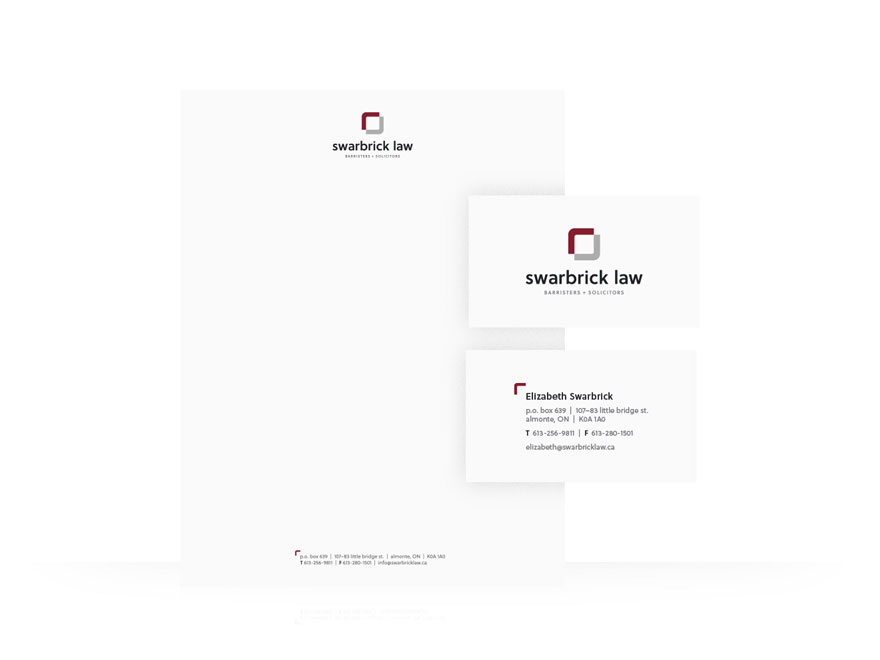 swarbrick law
BARRISTERS + SOLICITORS
swarbrick law
BARRISTERS + SOLICITORS
Elizabeth Swarbrick
p.o. box 639 | 107–83 little bridge st.
almonte, ON | K0A 1A0
T 613-256-9811 | F 613-280-1501
elizabeth@swarbricklaw.ca
p.o. box 639 | 107–83 little bridge st. | almonte, ON | K0A 1A0
T 613-256-9811 | F 613-280-1501 | info@swarbricklaw.ca